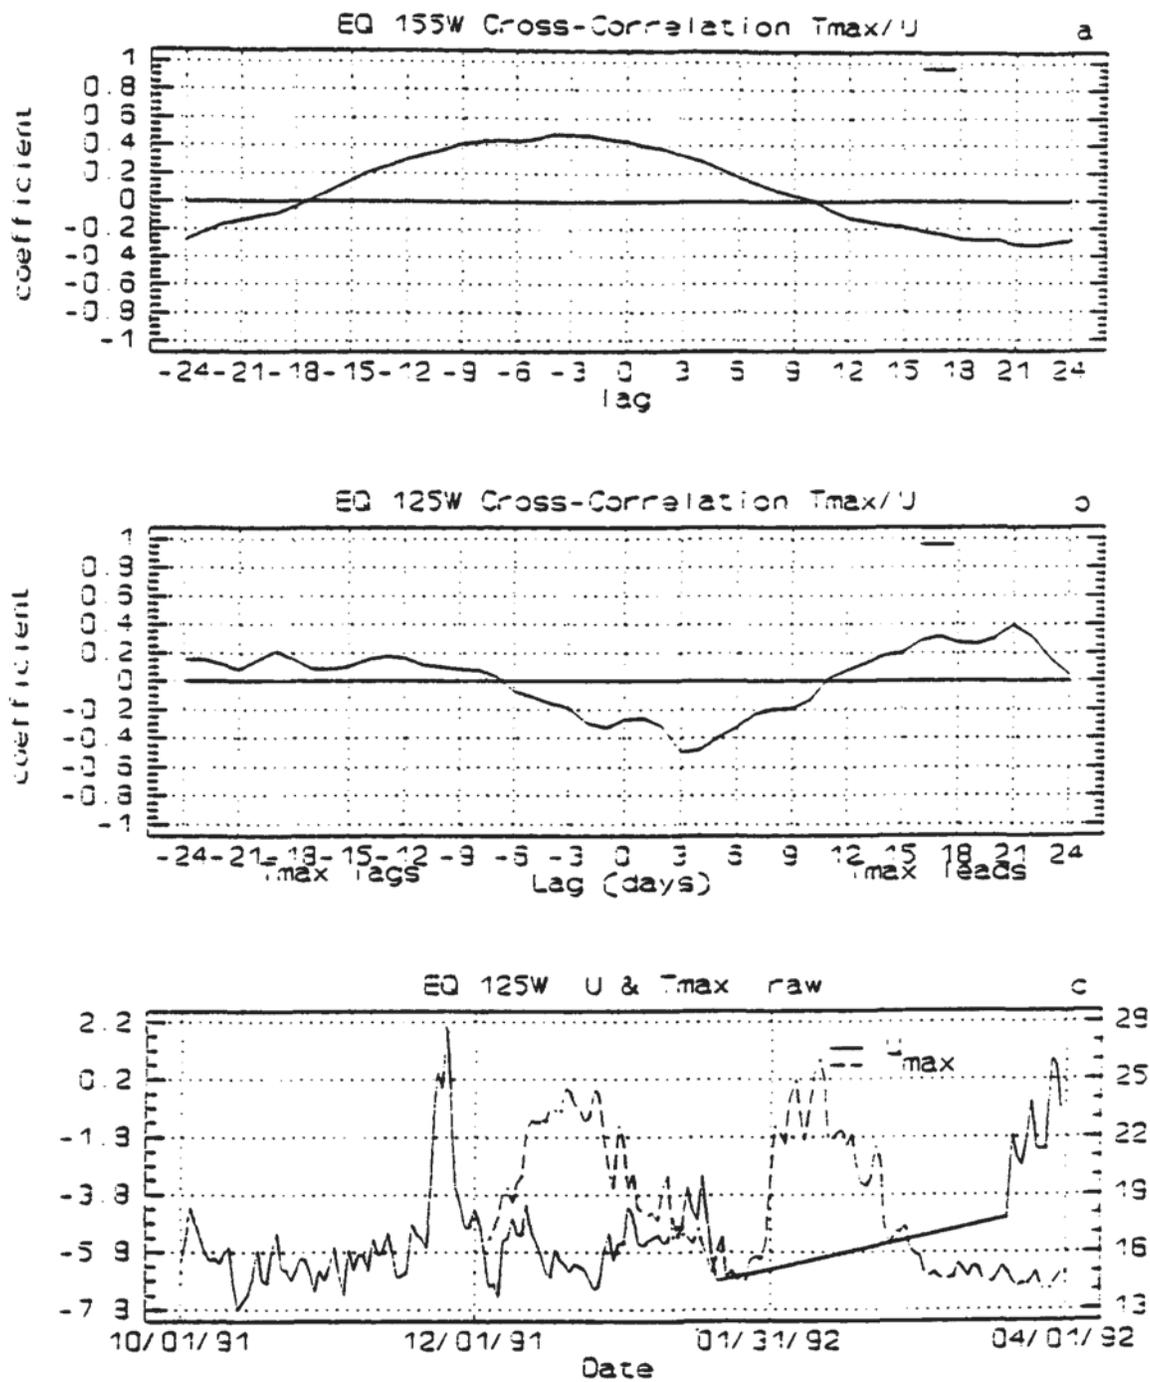 EQ 155W Cross-Correlation Tmax/U
a
coefficient
1
0.8
0.6
0.4
0.2
0
-0.2
-0.4
-0.6
-0.8
-1
-24 -21 -18 -15 -12 -9 -6 -3 0 3 6 9 12 15 18 21 24
lag
EQ 125W Cross-Correlation Tmax/U
b
coefficient
1
0.8
0.6
0.4
0.2
0
-0.2
-0.4
-0.6
-0.8
-1
-24 -21 -18 -15 -12 -9 -6 -3 0 3 6 9 12 15 18 21 24
Tmax lags Lag (days) Tmax leads
EQ 125W U & Tmax raw
c
U
Tmax
2.2
0.2
-1.8
-3.8
-5.8
-7.8
29
25
22
19
16
13
10/01/91 12/01/91 01/31/92 04/01/92
Date